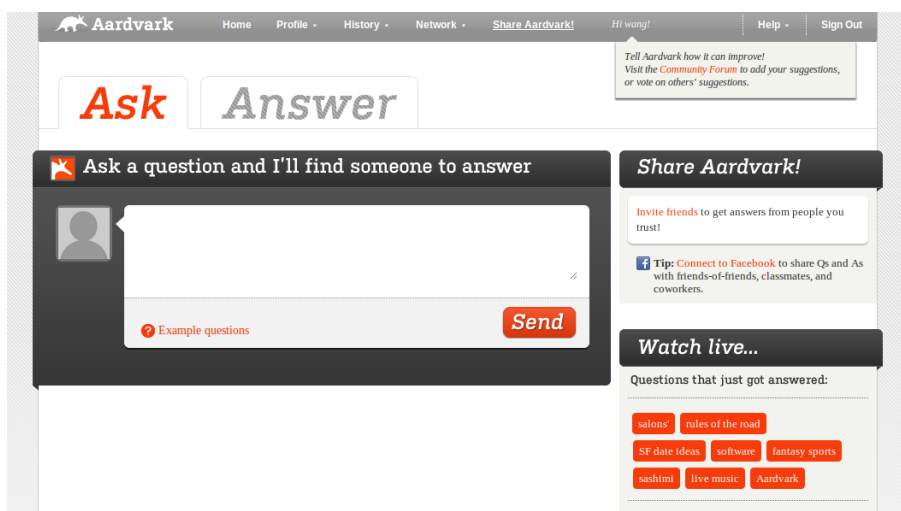 Aardvark Home Profile History Network Share Aardvark! Hi wang! Help Sign Out
Tell Aardvark how it can improve!
Visit the Community Forum to add your suggestions,
or vote on others' suggestions.
Ask Answer
Ask a question and I'll find someone to answer
Send
? Example questions
Share Aardvark!
Invite friends to get answers from people you
trust!
f Tip: Connect to Facebook to share Qs and As
with friends-of-friends, classmates, and
coworkers.
Watch live...
Questions that just got answered:
salons' rules of the road
SF date ideas software fantasy sports
sashimi live music Aardvark